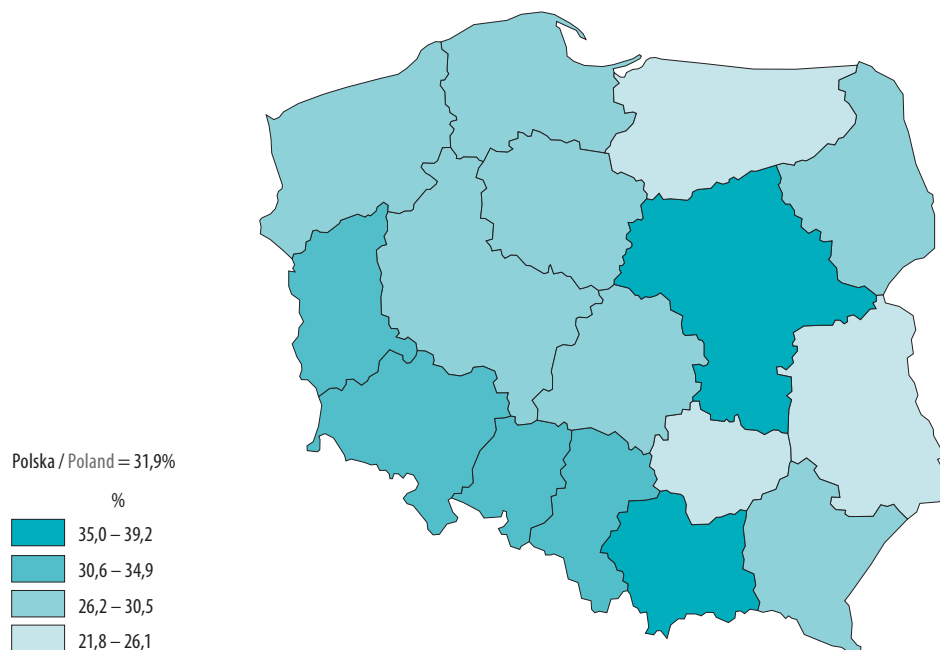 Polska / Poland = 31,9%
%
35,0 – 39,2
30,6 – 34,9
26,2 – 30,5
21,8 – 26,1